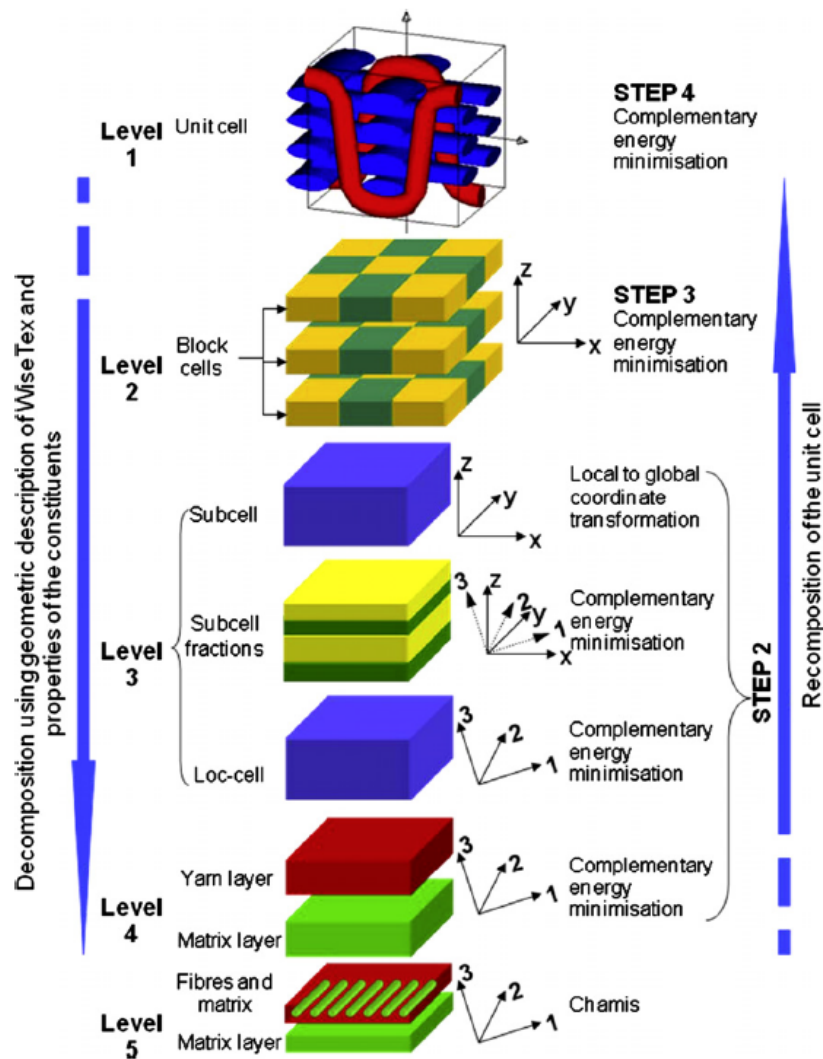 Level
1
Unit cell
STEP 4
Complementary
energy
minimisation
Decomposition using geometric description of WiseTex and
properties of the constituents
Recomposition of the unit cell
Level
2
Block
cells
z
y
x
STEP 3
Complementary
energy
minimisation
Level
3
Subcell
z
y
x
Local to global
coordinate
transformation
Subcell
fractions
3
z
2
y
1
x
Complementary
energy
minimisation
STEP 2
Loc-cell
3
2
1
Complementary
energy
minimisation
Level
4
Yarn layer
Matrix layer
3
2
1
Complementary
energy
minimisation
Level
5
Fibres and
matrix
Matrix layer
3
2
1
Chamis